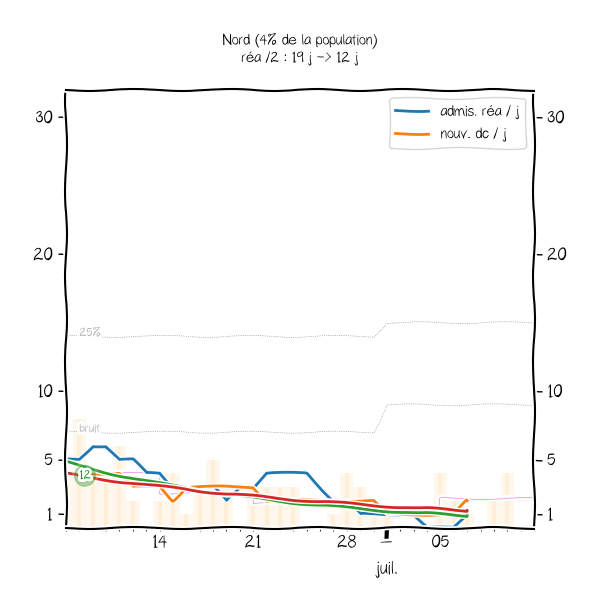 Nord (4% de la population)
réa /2 : 19 j -> 12 j
admis. réa / j
nouv. dc / j
30
30
20
20
25%
10
10
bruit
5
12
5
1
1
14
21
28
1
05
juil.